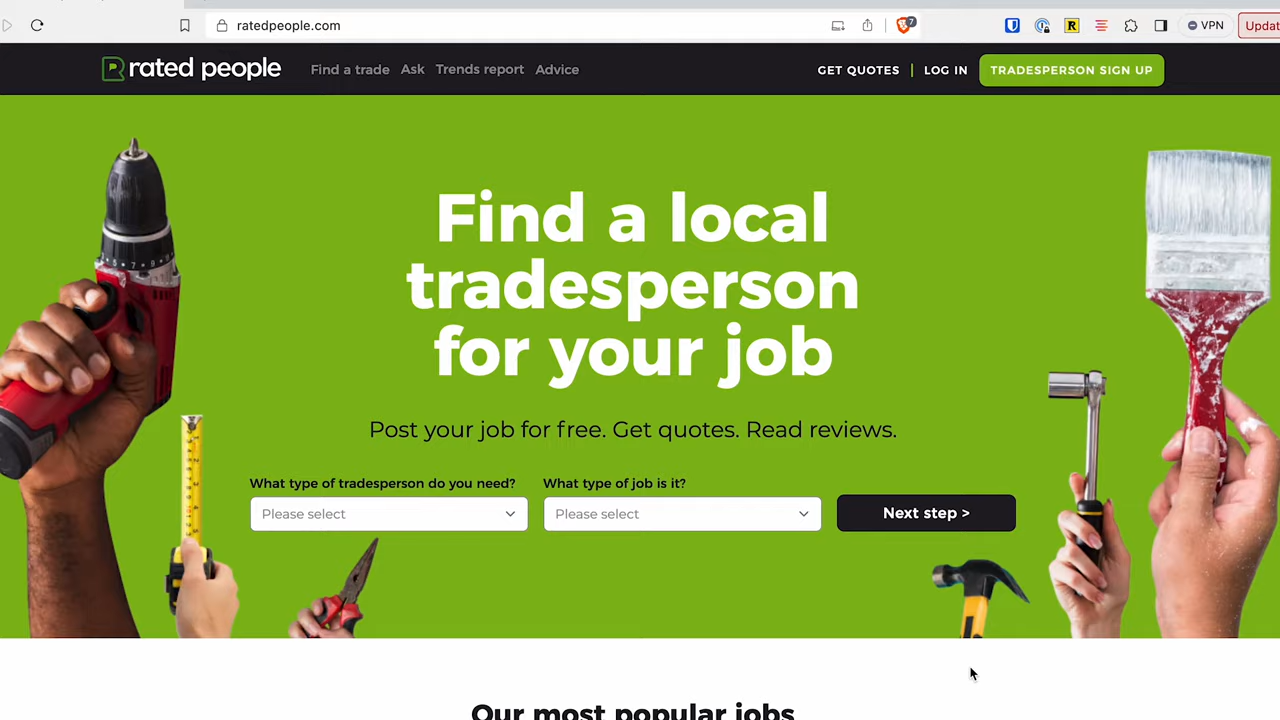 ratedpeople.com
7
VPN
Updat
rated people
Find a trade
Ask
Trends report
Advice
GET QUOTES
LOG IN
TRADESPERSON SIGN UP
Find a local
tradesperson
for your job
Post your job for free. Get quotes. Read reviews.
What type of tradesperson do you need?
What type of job is it?
Please select
Please select
Next step >
Our most popular jobs